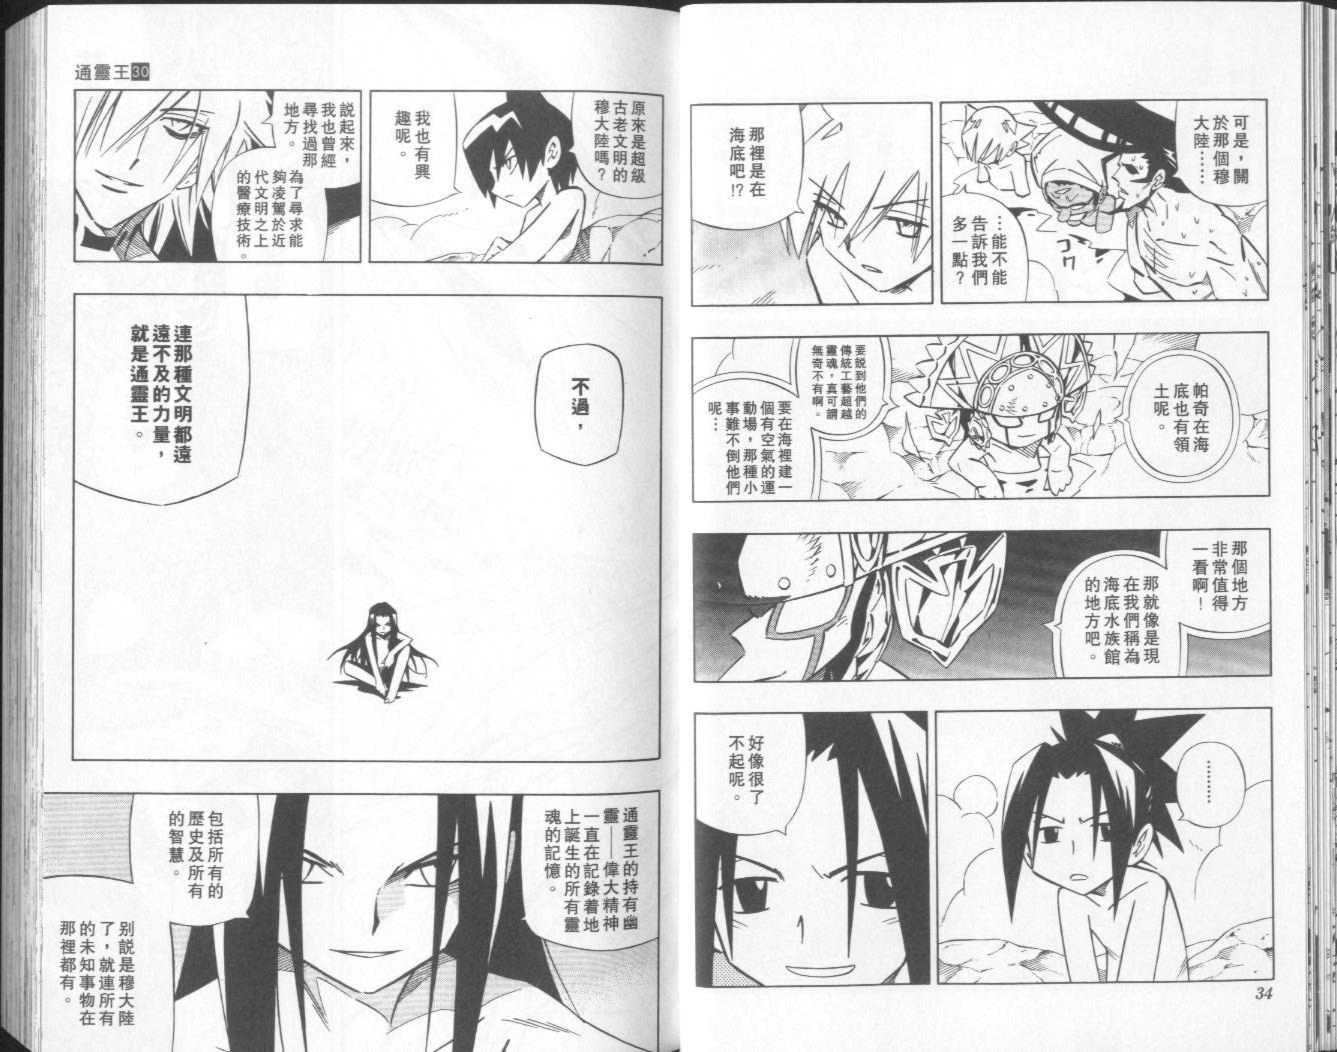 可是，關
於那個穆
大陸……
…能不能
告訴我們
多一點？
ゴク
那裡是在
海底吧!?
帕奇在海
底也有領
土呢。
要說到他們的
傳統工藝超越
靈魂，真可謂
無奇不有啊。
要在海裡建一
個有空氣的運
動場，那種小
事難不倒他們
呢…
那個地方
非常值得
一看啊！
那就像是現
在我們稱為
海底水族館
的地方吧。
………
好像很了
不起呢。
34
通靈王30
原來是超級
古老文明的
穆大陸嗎？
我也有興
趣呢。
說起來，
我也曾經
尋找過那
地方。
為了尋求能
夠凌駕於近
代文明之上
的醫療技術。
不過，
連那種文明都遠
遠不及的力量，
就是通靈王。
通靈王的持有幽
靈——偉大精神
一直在記錄着地
上誕生的所有靈
魂的記憶。
包括所有的
歷史及所有
的智慧。
別說是穆大陸
了，就連所有
的未知事物在
那裡都有。